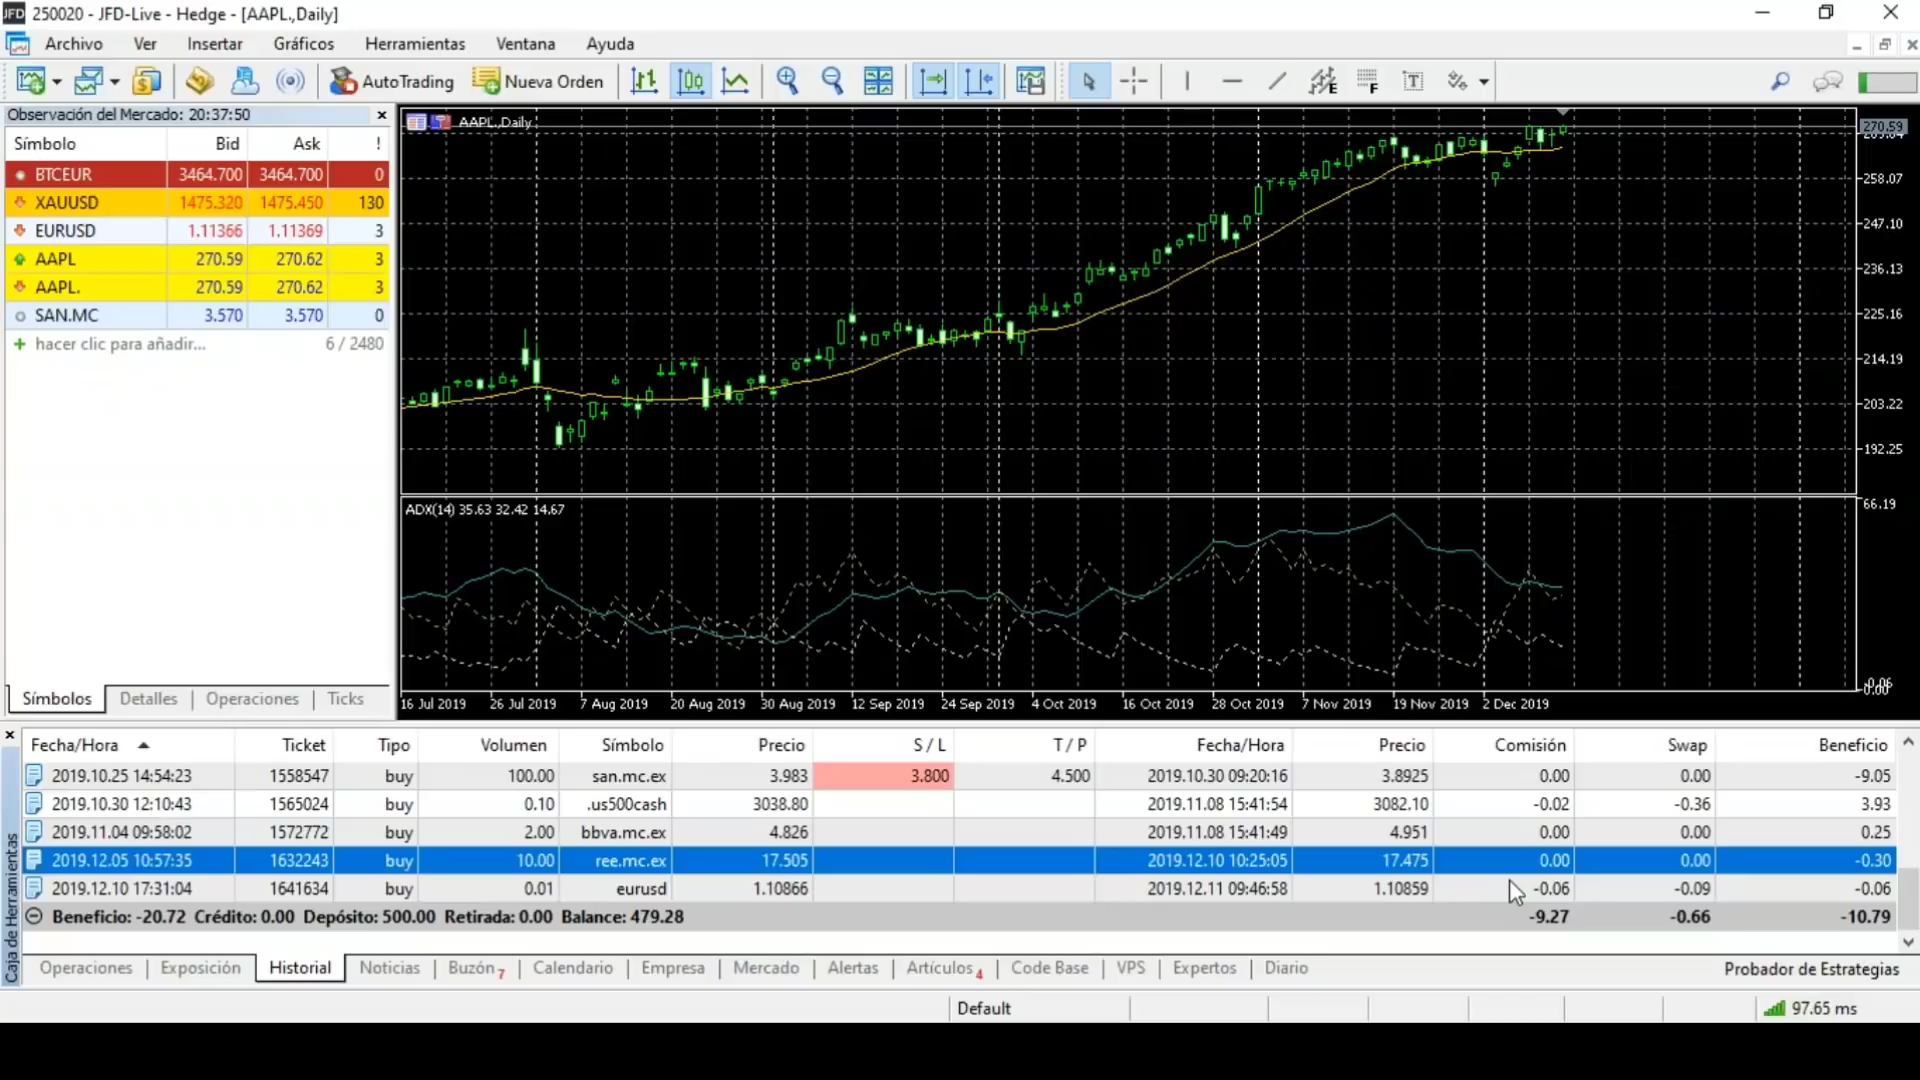 JFD 250020 - JFD-Live - Hedge - [AAPL.,Daily]
Archivo Ver Insertar Gráficos Herramientas Ventana Ayuda
AutoTrading Nueva Orden
Observación del Mercado: 20:37:50
Símbolo Bid Ask !
BTCEUR 3464.700 3464.700 0
XAUUSD 1475.320 1475.450 130
EURUSD 1.11366 1.11369 3
AAPL 270.59 270.62 3
AAPL. 270.59 270.62 3
SAN.MC 3.570 3.570 0
+ hacer clic para añadir... 6 / 2480
Símbolos Detalles Operaciones Ticks
AAPL.,Daily
270.59
258.07
247.10
236.13
225.16
214.19
203.22
192.25
ADX(14) 35.63 32.42 14.67
66.19
16 Jul 2019 26 Jul 2019 7 Aug 2019 20 Aug 2019 30 Aug 2019 12 Sep 2019 24 Sep 2019 4 Oct 2019 16 Oct 2019 28 Oct 2019 7 Nov 2019 19 Nov 2019 2 Dec 2019
Caja de Herramientas
Fecha/Hora Ticket Tipo Volumen Símbolo Precio S / L T / P Fecha/Hora Precio Comisión Swap Beneficio
2019.10.25 14:54:23 1558547 buy 100.00 san.mc.ex 3.983 3.800 4.500 2019.10.30 09:20:16 3.8925 0.00 0.00 -9.05
2019.10.30 12:10:43 1565024 buy 0.10 .us500cash 3038.80 2019.11.08 15:41:54 3082.10 -0.02 -0.36 3.93
2019.11.04 09:58:02 1572772 buy 2.00 bbva.mc.ex 4.826 2019.11.08 15:41:49 4.951 0.00 0.00 0.25
2019.12.05 10:57:35 1632243 buy 10.00 ree.mc.ex 17.505 2019.12.10 10:25:05 17.475 0.00 0.00 -0.30
2019.12.10 17:31:04 1641634 buy 0.01 eurusd 1.10866 2019.12.11 09:46:58 1.10859 -0.06 -0.09 -0.06
Beneficio: -20.72 Crédito: 0.00 Depósito: 500.00 Retirada: 0.00 Balance: 479.28 -9.27 -0.66 -10.79
Operaciones Exposición Historial Noticias Buzón 7 Calendario Empresa Mercado Alertas Artículos 4 Code Base VPS Expertos Diario Probador de Estrategias
Default 97.65 ms